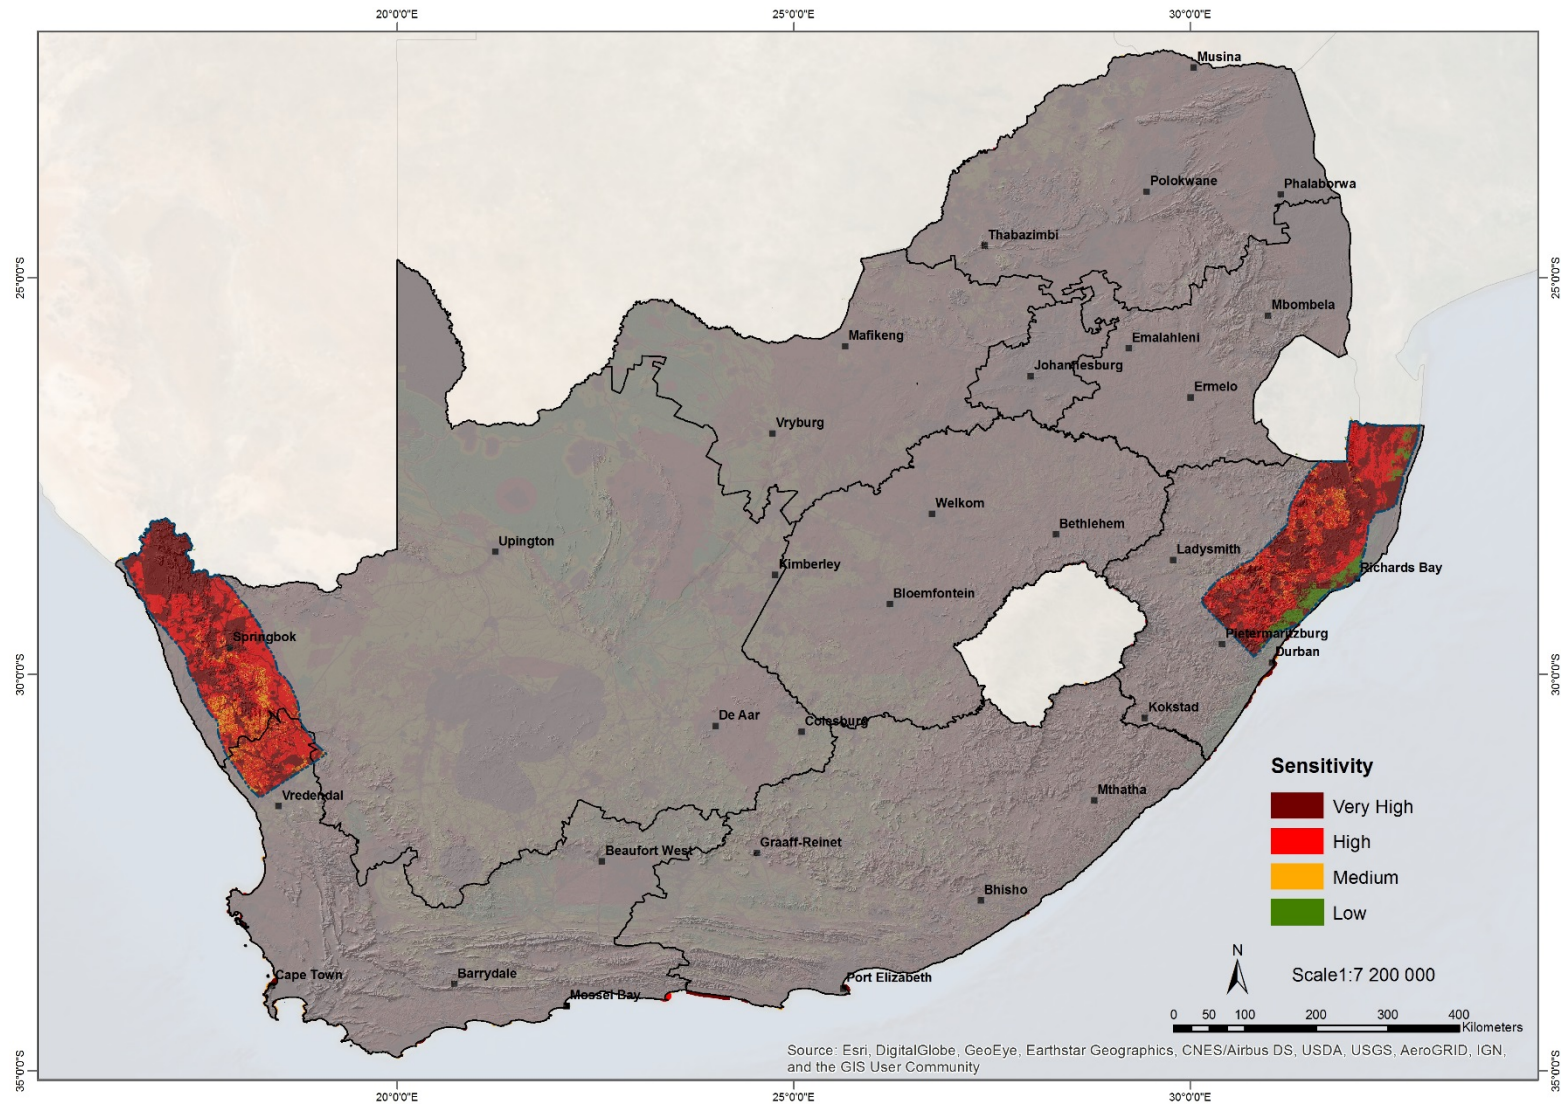 20°0'0"E 25°0'0"E 30°0'0"E
Musina
Polokwane
Phalaborwa
Thabazimbi
25°0'0"S 25°0'0"S
Mbombela
Mafikeng
Emalahleni
Johannesburg
Ermelo
Vryburg
Welkom
Bethlehem
Upington
Ladysmith
Kimberley
Richards Bay
Bloemfontein
Springbok
Pietermaritzburg
Durban
30°0'0"S 30°0'0"S
Kokstad
De Aar
Colesburg
Sensitivity
Vredendal
Mthatha
Very High
High
Graaff-Reinet
Beaufort West
Medium
Bhisho
Low
N
Cape Town
Barrydale
Port Elizabeth
Scale1:7 200 000
Mossel Bay
0 50 100 200 300 400
Kilometers
Source: Esri, DigitalGlobe, GeoEye, Earthstar Geographics, CNES/Airbus DS, USDA, USGS, AeroGRID, IGN,
and the GIS User Community
35°0'0"S 35°0'0"S
20°0'0"E 25°0'0"E 30°0'0"E